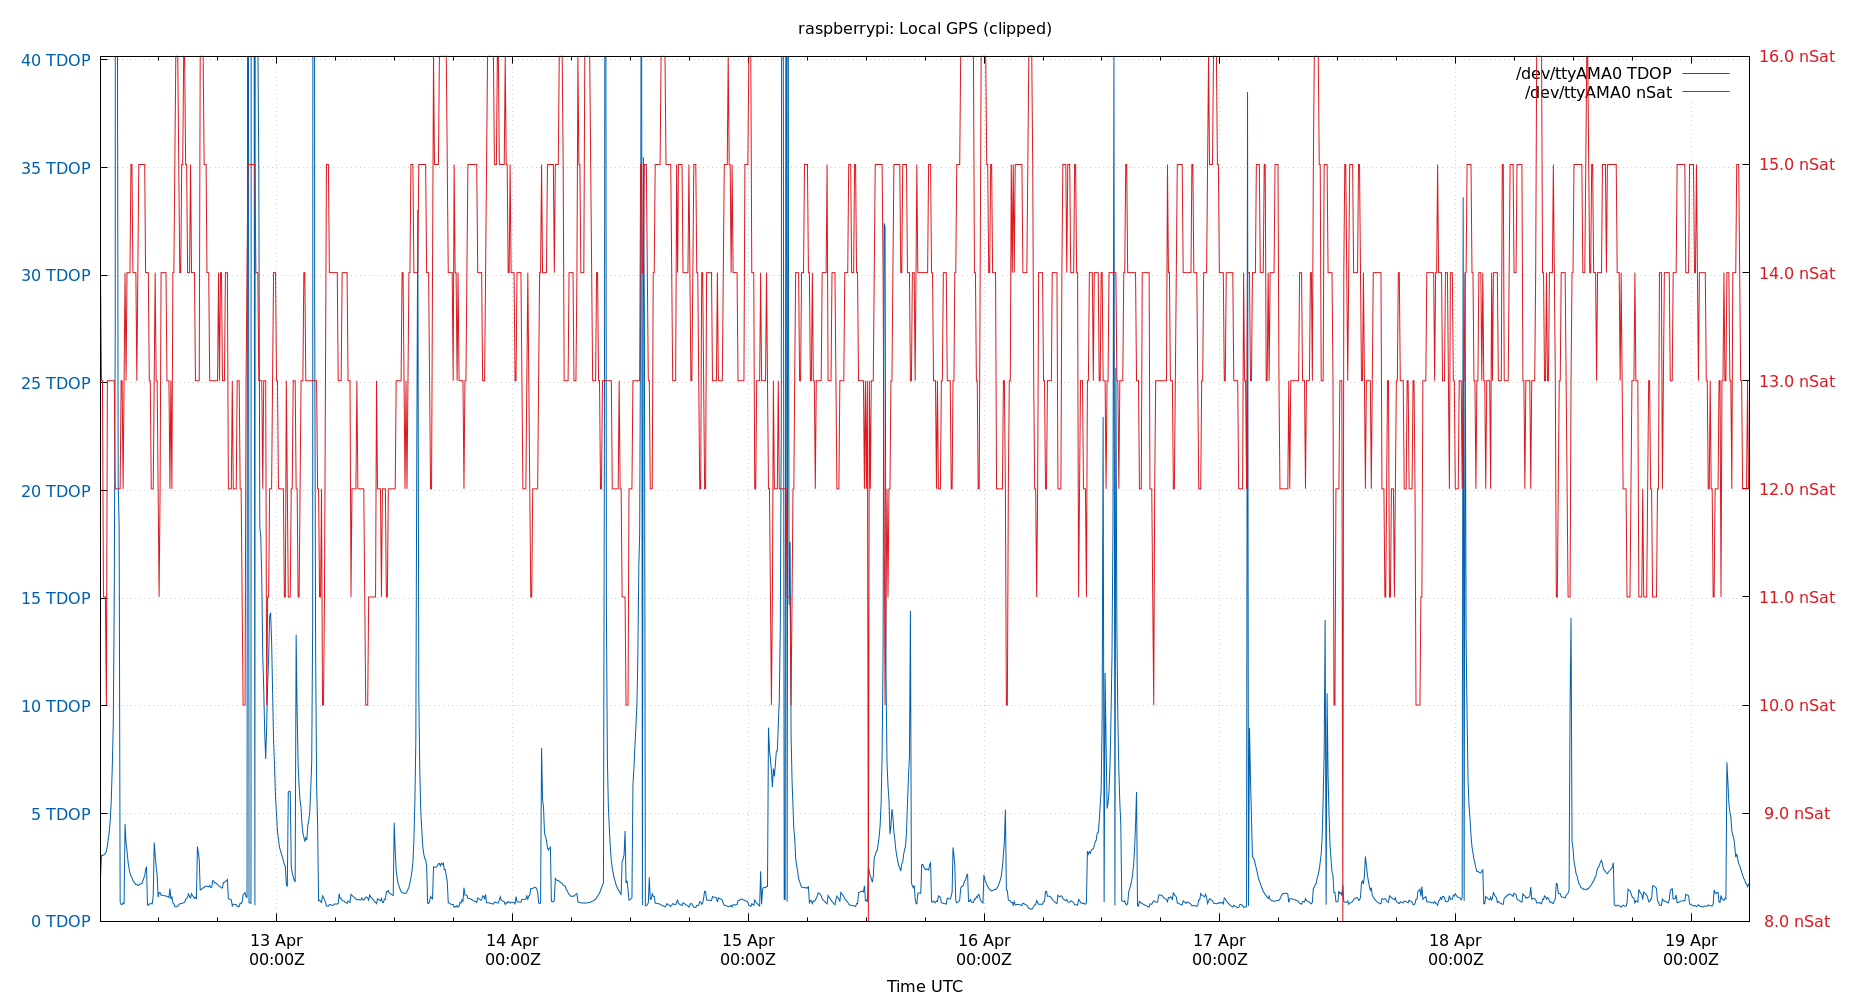 raspberrypi: Local GPS (clipped)
/dev/ttyAMA0 TDOP
/dev/ttyAMA0 nSat
40 TDOP
35 TDOP
30 TDOP
25 TDOP
20 TDOP
15 TDOP
10 TDOP
5 TDOP
0 TDOP
16.0 nSat
15.0 nSat
14.0 nSat
13.0 nSat
12.0 nSat
11.0 nSat
10.0 nSat
9.0 nSat
8.0 nSat
13 Apr
00:00Z
14 Apr
00:00Z
15 Apr
00:00Z
16 Apr
00:00Z
17 Apr
00:00Z
18 Apr
00:00Z
19 Apr
00:00Z
Time UTC